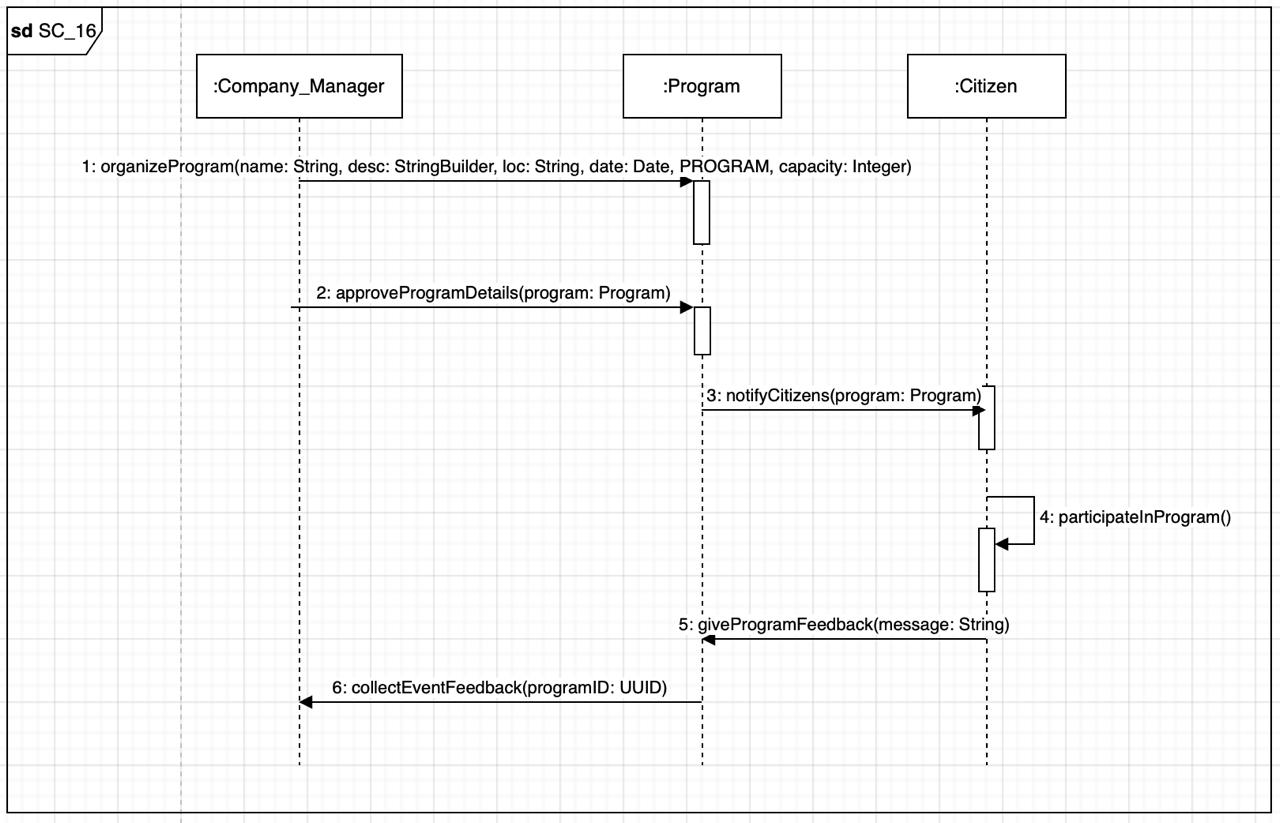 sd SC_16
:Company_Manager
:Program
:Citizen
1: organizeProgram(name: String, desc: StringBuilder, loc: String, date: Date, PROGRAM, capacity: Integer)
2: approveProgramDetails(program: Program)
3: notifyCitizens(program: Program)
4: participateInProgram()
5: giveProgramFeedback(message: String)
6: collectEventFeedback(programID: UUID)